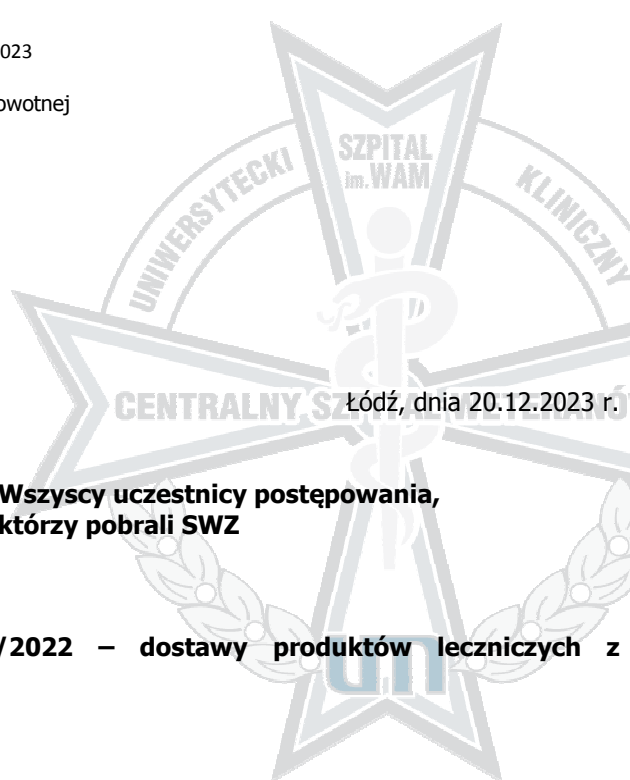 023
owotnej
SZPITAL
im. WAM
UNIWERSYTECKI
KLINICZNY
Łódź, dnia 20.12.2023 r.
CENTRALNY
Wszyscy uczestnicy postępowania,
którzy pobrali SWZ
/2022 – dostawy produktów leczniczych z
un